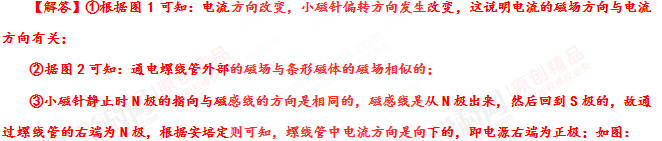 【解答】①根据图1可知：电流方向改变，小磁针偏转方向发生改变，这说明电流的磁场方向与电流
方向有关；
②据图2可知：通电螺线管外部的磁场与条形磁体的磁场相似的；
③小磁针静止时N极的指向与磁感线的方向是相同的，磁感线是从N极出来，然后回到S极的，故通
过螺线管的右端为N极，根据安培定则可知，螺线管中电流方向是向下的，即电源右端为正极；如图：